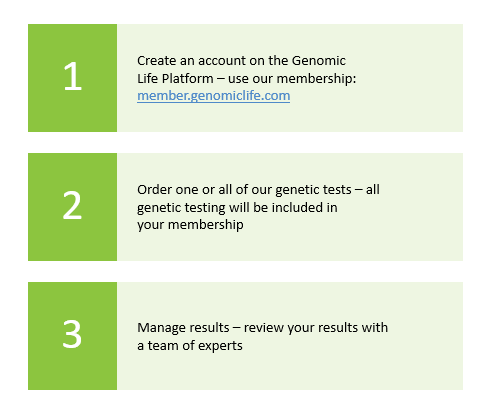 1
Create an account on the Genomic
Life Platform – use our membership:
member.genomiclife.com
2
Order one or all of our genetic tests – all
genetic testing will be included in
your membership
3
Manage results – review your results with
a team of experts